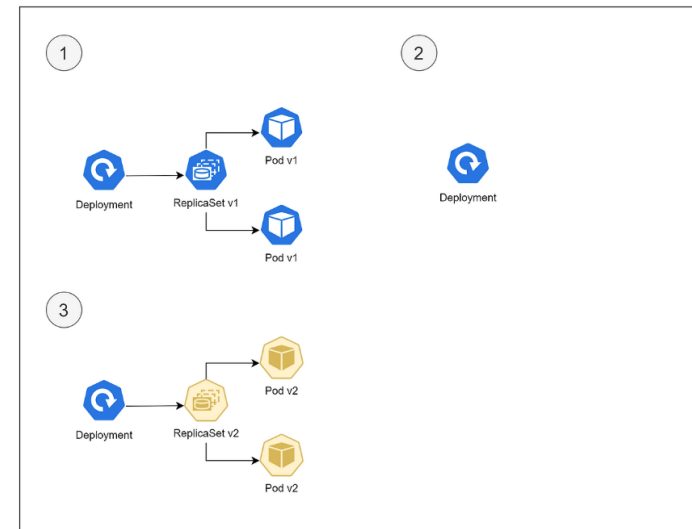 1
2
Pod v1
Deployment
ReplicaSet v1
Deployment
Pod v1
3
Pod v2
Deployment
ReplicaSet v2
Pod v2